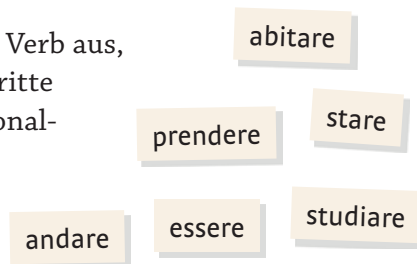 Verb aus,
ritte
onal-
abitare
prendere
stare
andare
essere
studiare